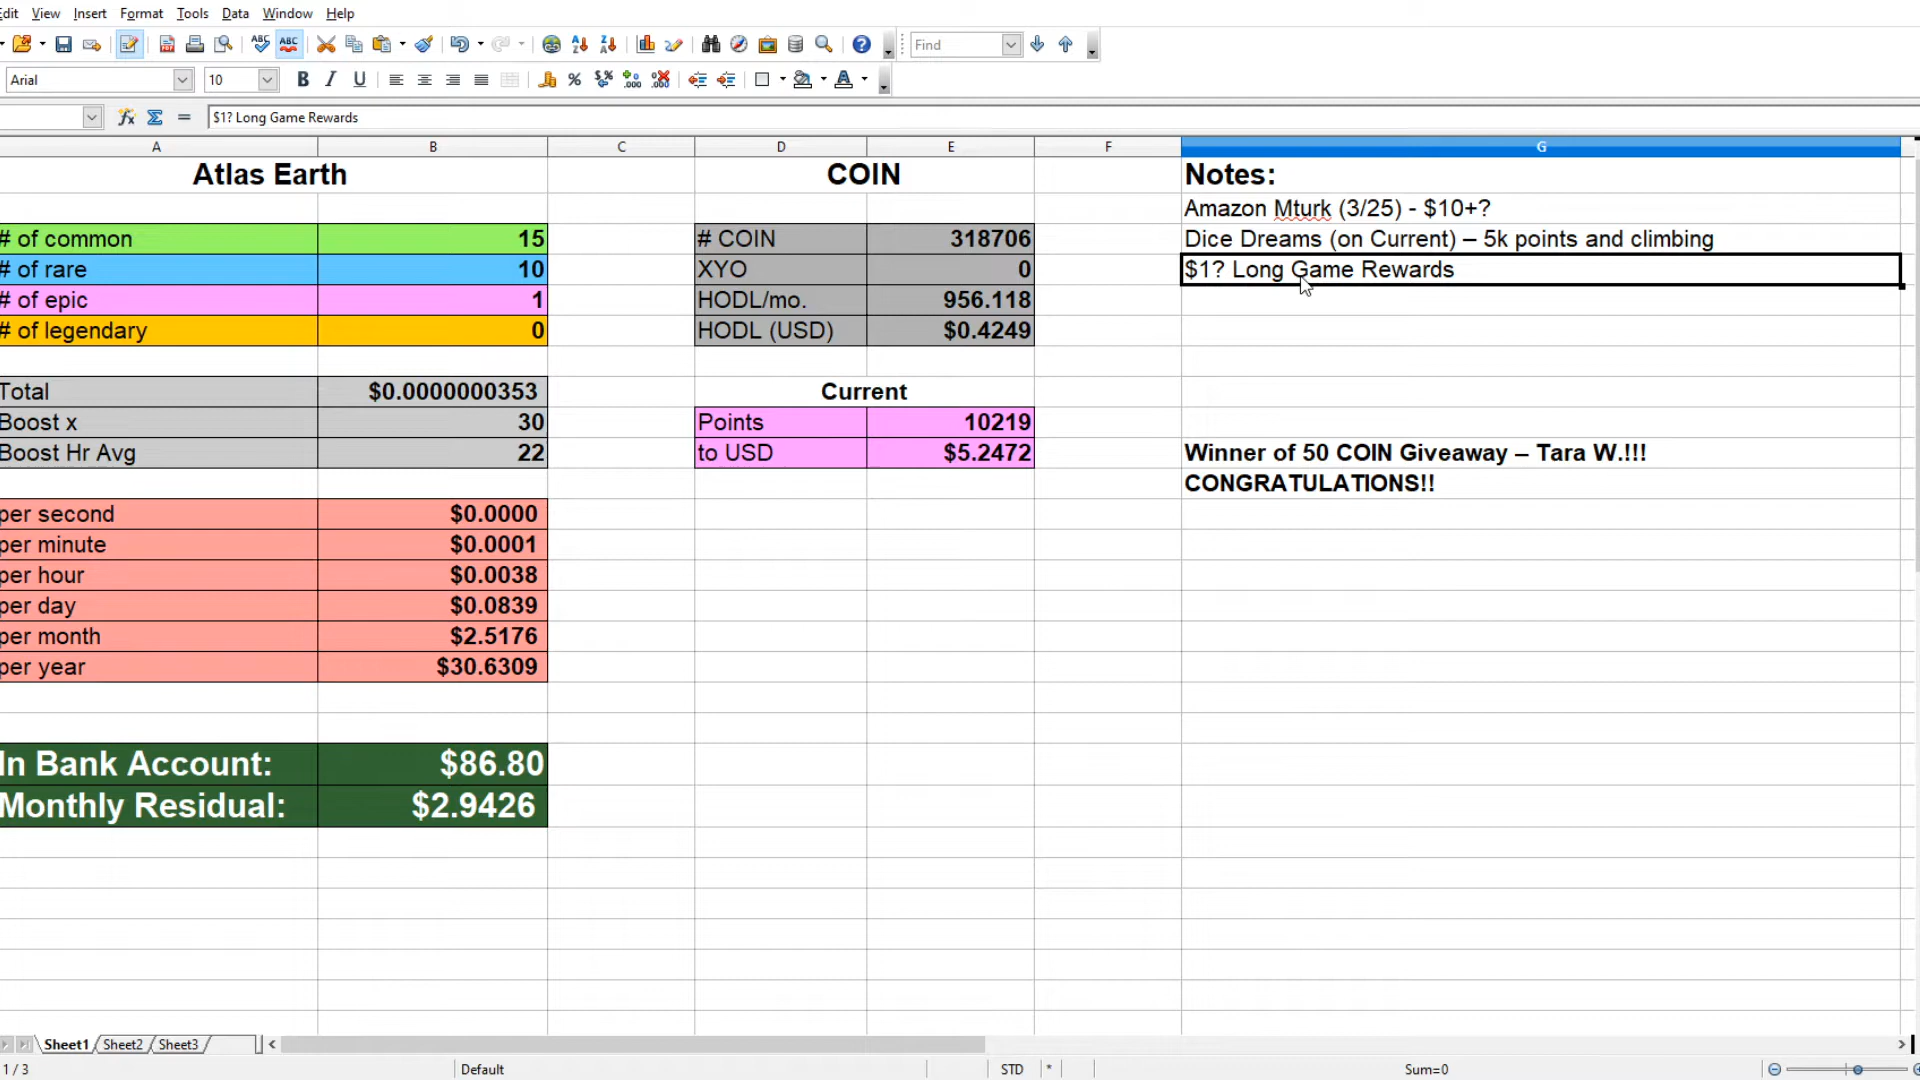 Edit View Insert Format Tools Data Window Help
Find
Arial 10
$1? Long Game Rewards
A B C D E F G
Atlas Earth COIN Notes:
Amazon Mturk (3/25) - $10+?
# of common 15 # COIN 318706 Dice Dreams (on Current) – 5k points and climbing
# of rare 10 XYO 0 $1? Long Game Rewards
# of epic 1 HODL/mo. 956.118
# of legendary 0 HODL (USD) $0.4249
Total $0.0000000353 Current
Boost x 30 Points 10219
Boost Hr Avg 22 to USD $5.2472 Winner of 50 COIN Giveaway – Tara W.!!!
CONGRATULATIONS!!
per second $0.0000
per minute $0.0001
per hour $0.0038
per day $0.0839
per month $2.5176
per year $30.6309
In Bank Account: $86.80
Monthly Residual: $2.9426
Sheet1 Sheet2 Sheet3
1 / 3 Default STD * Sum=0